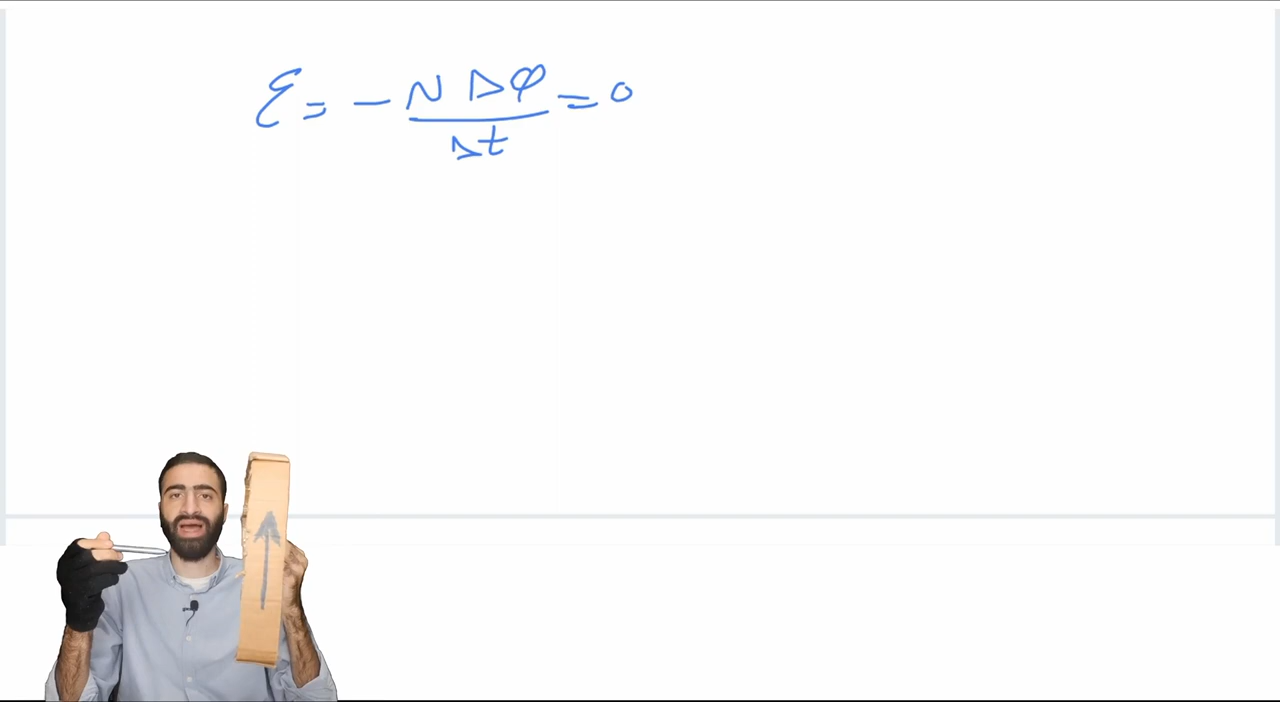 ℰ = - N Δφ / Δt = 0